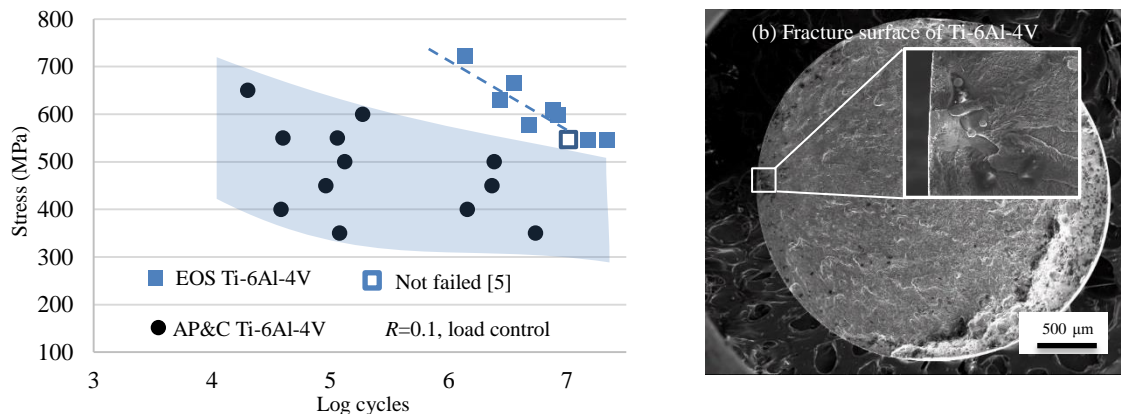 800
700
600
500
400
300
200
100
Stress (MPa)
EOS Ti-6Al-4V
Not failed [5]
AP&C Ti-6Al-4V
R=0.1, load control
3
4
5
6
7
Log cycles
(b) Fracture surface of Ti-6Al-4V
500 μm